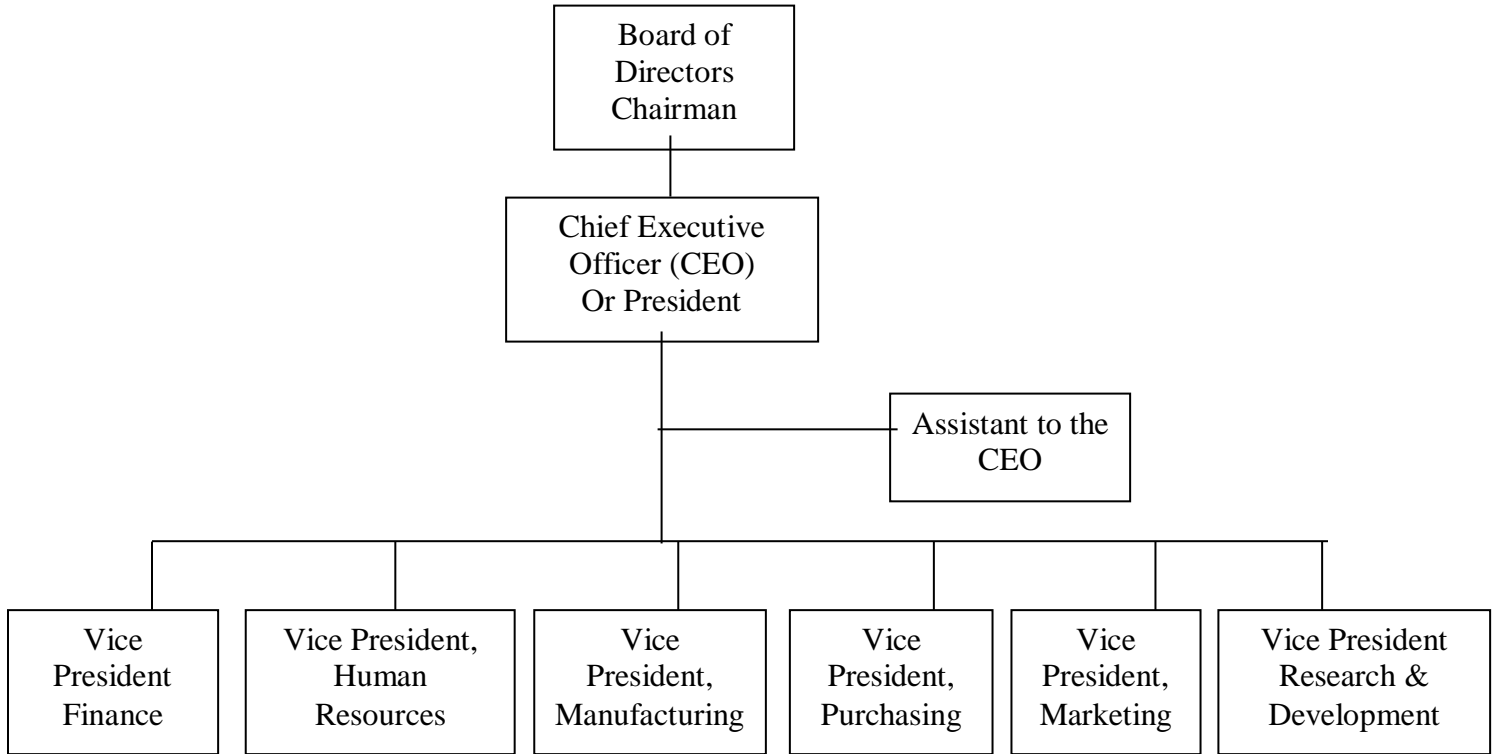 Board of
Directors
Chairman
Chief Executive
Officer (CEO)
Or President
Assistant to the
CEO
Vice
President
Finance
Vice President,
Human
Resources
Vice
President,
Manufacturing
Vice
President,
Purchasing
Vice
President,
Marketing
Vice President
Research &
Development